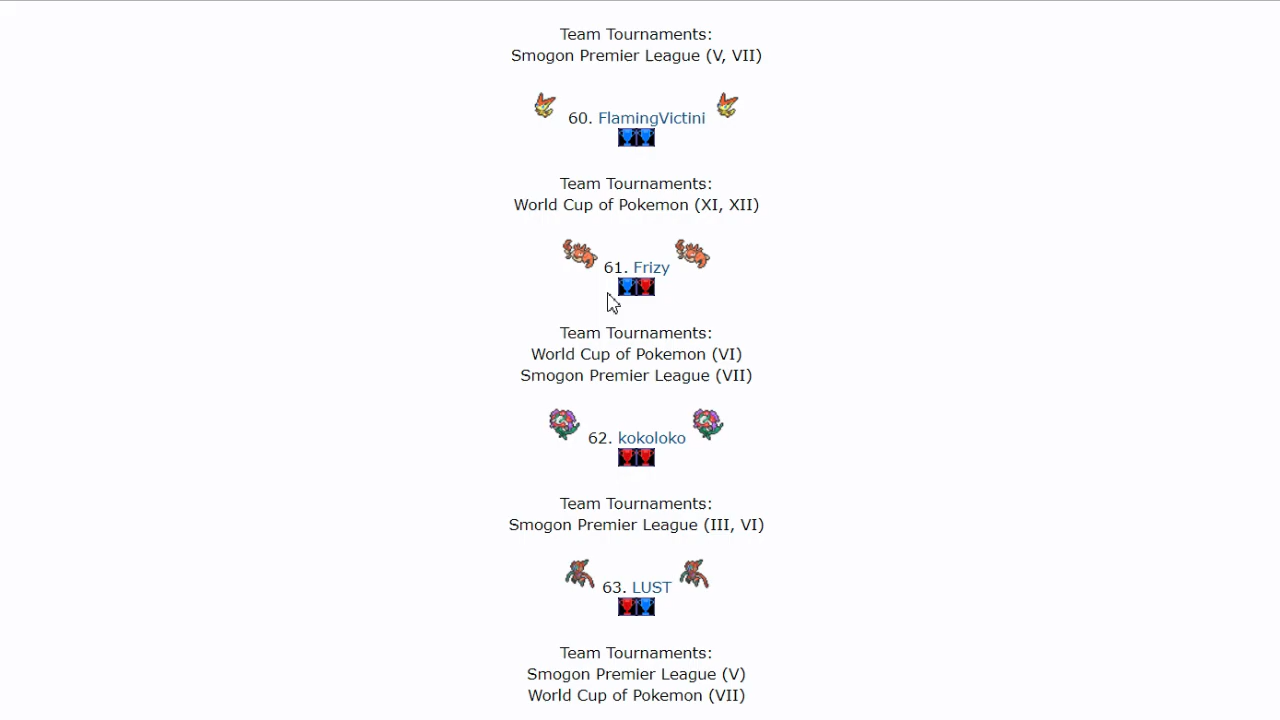 Team Tournaments:
Smogon Premier League (V, VII)
60. FlamingVictini
Team Tournaments:
World Cup of Pokemon (XI, XII)
61. Frizy
Team Tournaments:
World Cup of Pokemon (VI)
Smogon Premier League (VII)
62. kokoloko
Team Tournaments:
Smogon Premier League (III, VI)
63. LUST
Team Tournaments:
Smogon Premier League (V)
World Cup of Pokemon (VII)